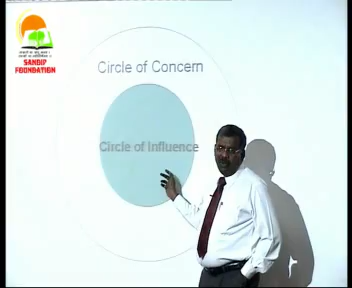 SANDIP
FOUNDATION
Circle of Concern
Circle of Influence